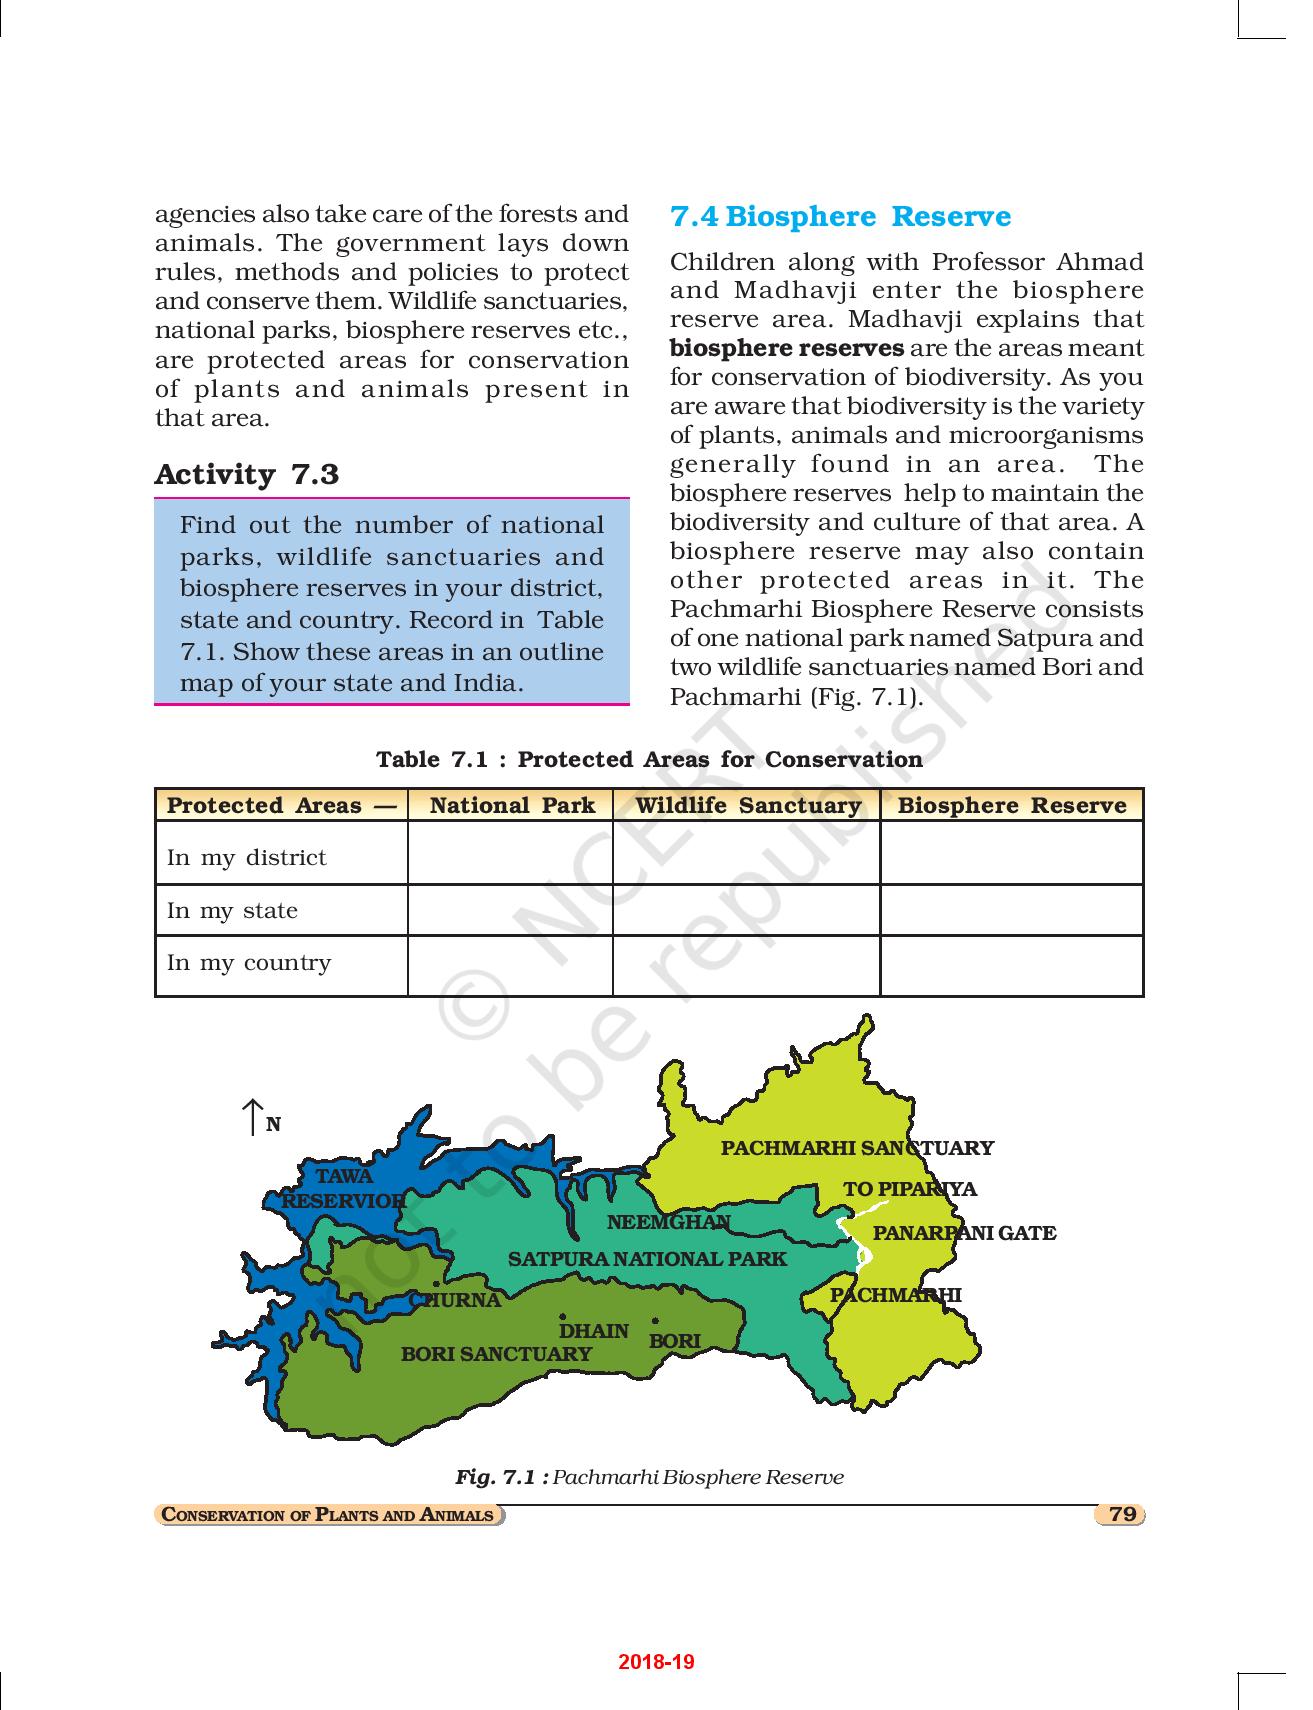 agencies also take care of the forests and
animals. The government lays down
rules, methods and policies to protect
and conserve them. Wildlife sanctuaries,
national parks, biosphere reserves etc.,
are protected areas for conservation
of plants and animals present in
that area.
Activity 7.3
Find out the number of national
parks, wildlife sanctuaries and
biosphere reserves in your district,
state and country. Record in Table
7.1. Show these areas in an outline
map of your state and India.
7.4 Biosphere Reserve
Children along with Professor Ahmad
and Madhavji enter the biosphere
reserve area. Madhavji explains that
biosphere reserves are the areas meant
for conservation of biodiversity. As you
are aware that biodiversity is the variety
of plants, animals and microorganisms
generally found in an area. The
biosphere reserves help to maintain the
biodiversity and culture of that area. A
biosphere reserve may also contain
other protected areas in it. The
Pachmarhi Biosphere Reserve consists
of one national park named Satpura and
two wildlife sanctuaries named Bori and
Pachmarhi (Fig. 7.1).
Table 7.1 : Protected Areas for Conservation
Protected Areas — National Park Wildlife Sanctuary Biosphere Reserve
In my district
In my state
In my country
© NCERT
not to be republished
N
PACHMARHI SANCTUARY
TAWA
RESERVIOR
TO PIPARIYA
NEEMGHAN
PANARPANI GATE
SATPURA NATIONAL PARK
PACHMARHI
CHURNA
DHAIN
BORI
BORI SANCTUARY
Fig. 7.1 : Pachmarhi Biosphere Reserve
CONSERVATION OF PLANTS AND ANIMALS
79
2018-19